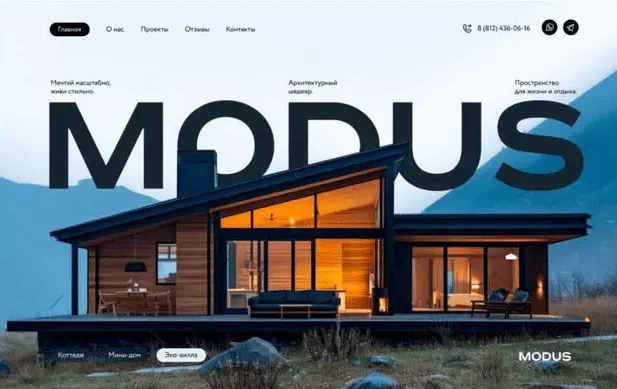 Главная
О нас
Проекты
Отзывы
Контакты
8 (812) 436-06-16
Мечтай масштабно,
живи стильно.
Архитектурный
шедевр.
Пространство
для жизни и отдыха.
MODUS
Коттедж
Мини-дом
Эко-вилла
MODUS